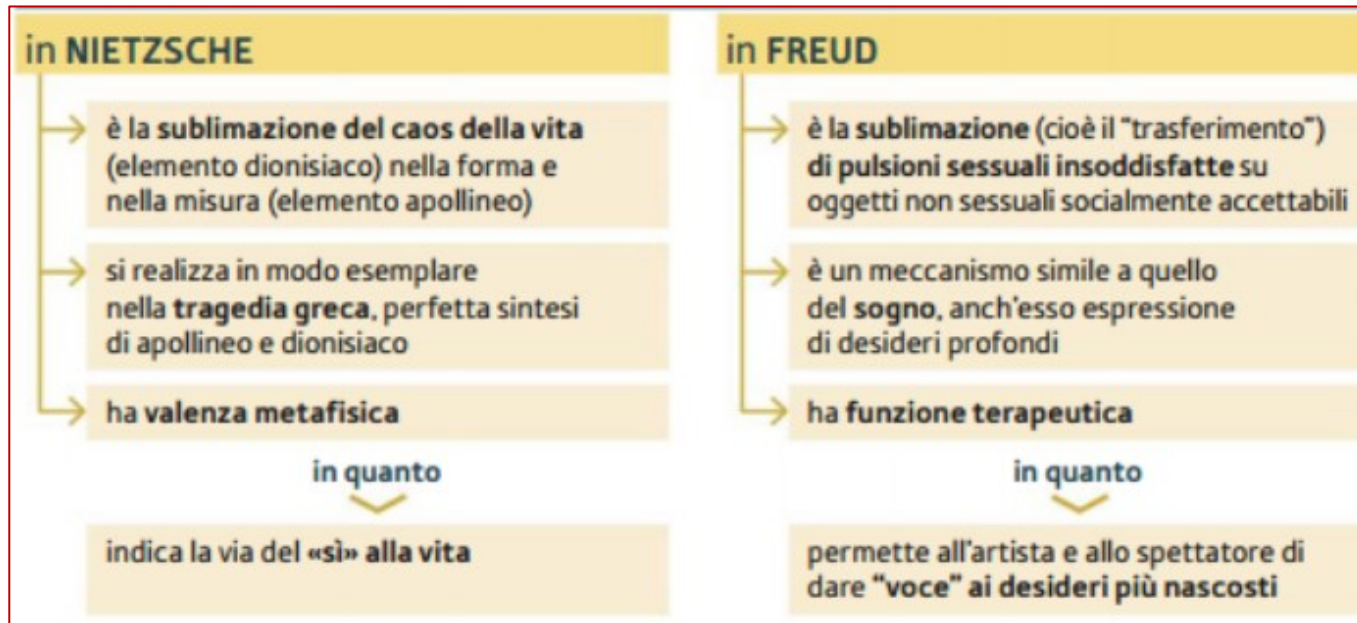 in NIETZSCHE
è la sublimazione del caos della vita
(elemento dionisiaco) nella forma e
nella misura (elemento apollineo)
si realizza in modo esemplare
nella tragedia greca, perfetta sintesi
di apollineo e dionisiaco
ha valenza metafisica
in quanto
indica la via del «sì» alla vita
in FREUD
è la sublimazione (cioè il "trasferimento")
di pulsioni sessuali insoddisfatte su
oggetti non sessuali socialmente accettabili
è un meccanismo simile a quello
del sogno, anch'esso espressione
di desideri profondi
ha funzione terapeutica
in quanto
permette all'artista e allo spettatore di
dare "voce" ai desideri più nascosti